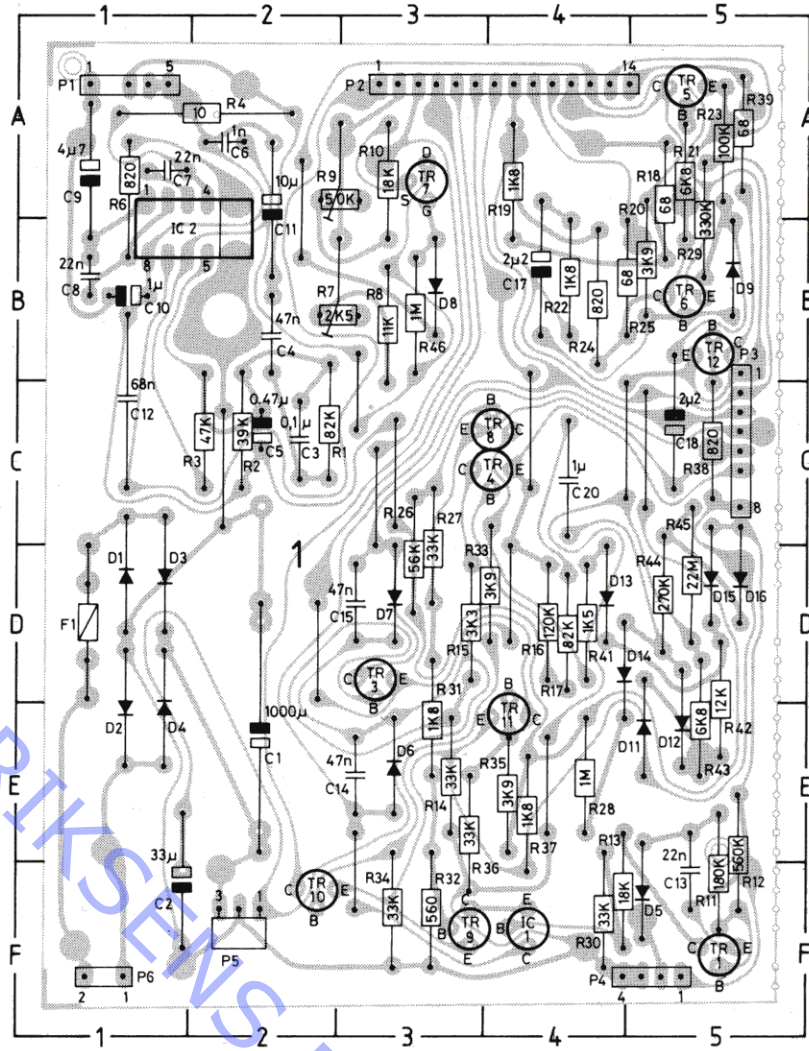 1 2 3 4 5
A A
B B
C C
D D
E E
F F
1 2 3 4 5
P1 1 5
P2 1 14
C TR 5 E B
R39
68
R4
10
4µ7
C9
820
R6
22n
C7
1n
C6
10µ
C11
R9
50K
R10
18K
D
TR 7
S
G
1K8
R19
R18
68
R21
6K8
R23
100K
330K
R29
R20
3K9
1 4
IC 2
8 5
22n
C8
1µ
C10
47n
C4
R7
2K5
R8
11K
1M
R46
D8
2µ2
C17
1K8
R22
820
R24
68
R25
C TR 6 E
B
D9
B
E TR 12 C
P3
1
8
68n
C12
47K
R3
39K
R2
0.47µ
C5
0,1µ
C3
82K
R1
B
E TR 8 C
C TR 4 E
B
1µ
C20
2µ2
C18
820
R38
1
D1
D3
F1
D2
D4
R26
56K
R27
33K
47n
C15
D7
R33
3K9
3K3
R15
R16
120K
82K
R17
1K5
R41
D13
D14
R44
270K
R45
22M
D15
D16
C TR 3 E
B
R31
1K8
B
E TR 11 C
1000µ
C1
47n
C14
D6
33K
R14
R35
3K9
1K8
R37
33K
R36
1M
R28
D11
D12
6K8
R43
12K
R42
33µ
C2
3 1
P5
C TR 10 E
B
R34
33K
R32
560
C
B TR 9
E
E
B IC 1
C
R13
18K
33K
R30
D5
22n
C13
R11
180K
560K
R12
C TR 1 E
B
P4
4 1
P6
2 1
RIKSENS